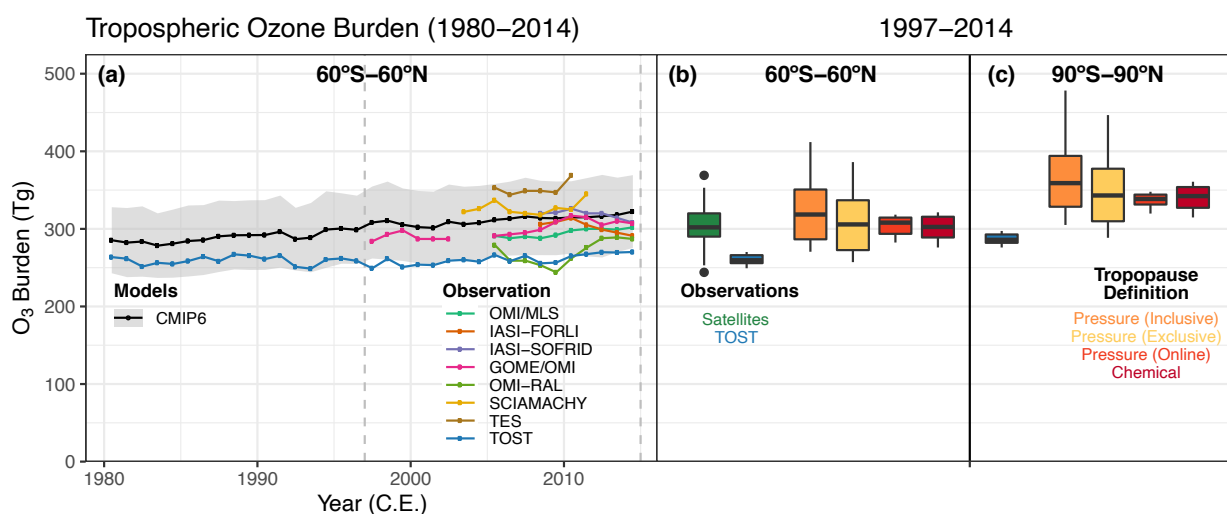 Tropospheric Ozone Burden (1980−2014)
1997−2014
(a)
60ºS−60ºN
(b)
60ºS−60ºN
(c)
90ºS−90ºN
O3 Burden (Tg)
500
400
300
200
100
0
Models
CMIP6
Observation
OMI/MLS
IASI−FORLI
IASI−SOFRID
GOME/OMI
OMI−RAL
SCIAMACHY
TES
TOST
Observations
Satellites
TOST
Tropopause
Definition
Pressure (Inclusive)
Pressure (Exclusive)
Pressure (Online)
Chemical
1980
1990
2000
2010
Year (C.E.)